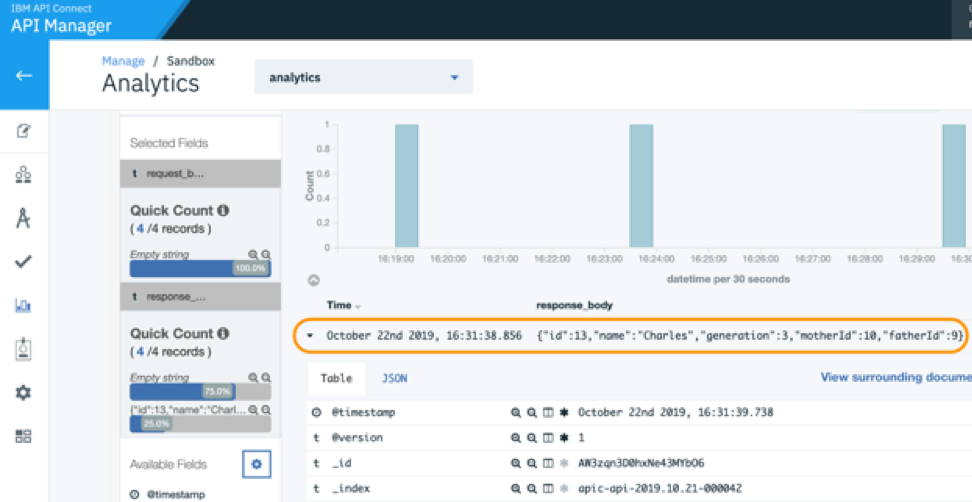 IBM API Connect
API Manager
Manage / Sandbox
Analytics
analytics
Selected Fields
t request_b...
Quick Count
( 4 /4 records )
Empty string
100.0%
t response_...
Quick Count
( 4 /4 records )
Empty string
75.0%
{"id":13,"name":"Charl...
25.0%
Available Fields
@timestamp
1
0.8
0.6
0.4
0.2
0
Count
16:19:00 16:20:00 16:21:00 16:22:00 16:23:00 16:24:00 16:25:00 16:26:00 16:27:00 16:28:00 16:29:00 16:30
datetime per 30 seconds
Time response_body
October 22nd 2019, 16:31:38.856 {"id":13,"name":"Charles","generation":3,"motherId":10,"fatherId":9}
Table JSON
View surrounding docume
@timestamp October 22nd 2019, 16:31:39.738
t @version 1
t _id AW3zqn3D0hxNe43MYbO6
t _index apic-api-2019.10.21-000042